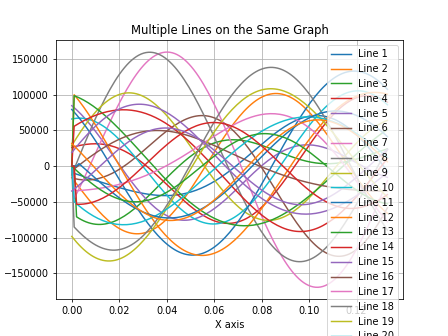 Multiple Lines on the Same Graph
150000
100000
50000
0
−50000
−100000
−150000
0.00
0.02
0.04
0.06
0.08
0.10
X axis
Line 1
Line 2
Line 3
Line 4
Line 5
Line 6
Line 7
Line 8
Line 9
Line 10
Line 11
Line 12
Line 13
Line 14
Line 15
Line 16
Line 17
Line 18
Line 19
Line 20